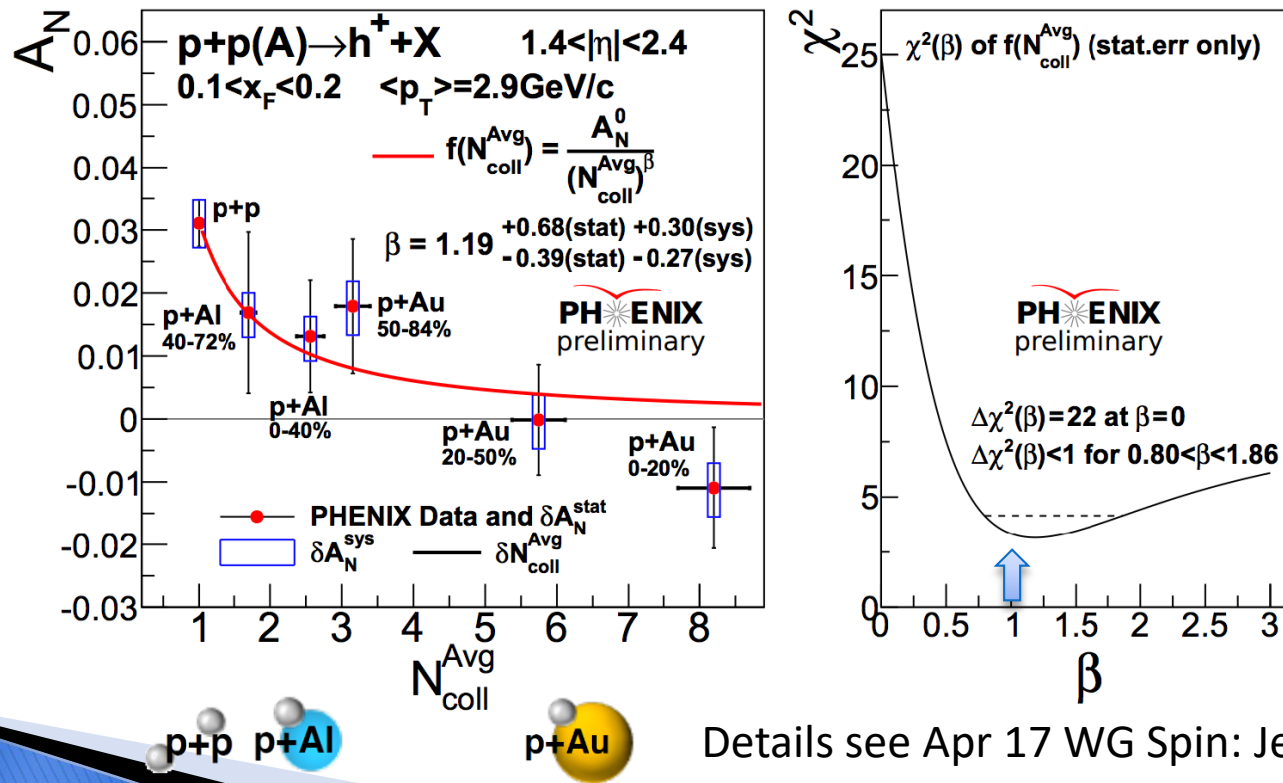 A_N
0.06
0.05
0.04
0.03
0.02
0.01
0
-0.01
-0.02
-0.03
p+p(A)→h⁺+X 1.4<|η|<2.4
0.1<x_F<0.2 <p_T>=2.9GeV/c
f(N_coll^Avg) = A_N^0 / (N_coll^Avg)^β
β = 1.19 +0.68(stat) +0.30(sys)
-0.39(stat) -0.27(sys)
PHENIX
preliminary
p+p
p+Al
40-72%
p+Al
0-40%
p+Au
50-84%
p+Au
20-50%
p+Au
0-20%
PHENIX Data and δA_N^stat
δA_N^sys δN_coll^Avg
1 2 3 4 5 6 7 8
N_coll^Avg
χ²
25
20
15
10
5
0
χ²(β) of f(N_coll^Avg) (stat.err only)
PHENIX
preliminary
Δχ²(β)=22 at β=0
Δχ²(β)<1 for 0.80<β<1.86
0 0.5 1 1.5 2 2.5 3
β
p+p p+Al p+Au
Details see Apr 17 WG Spin: Je